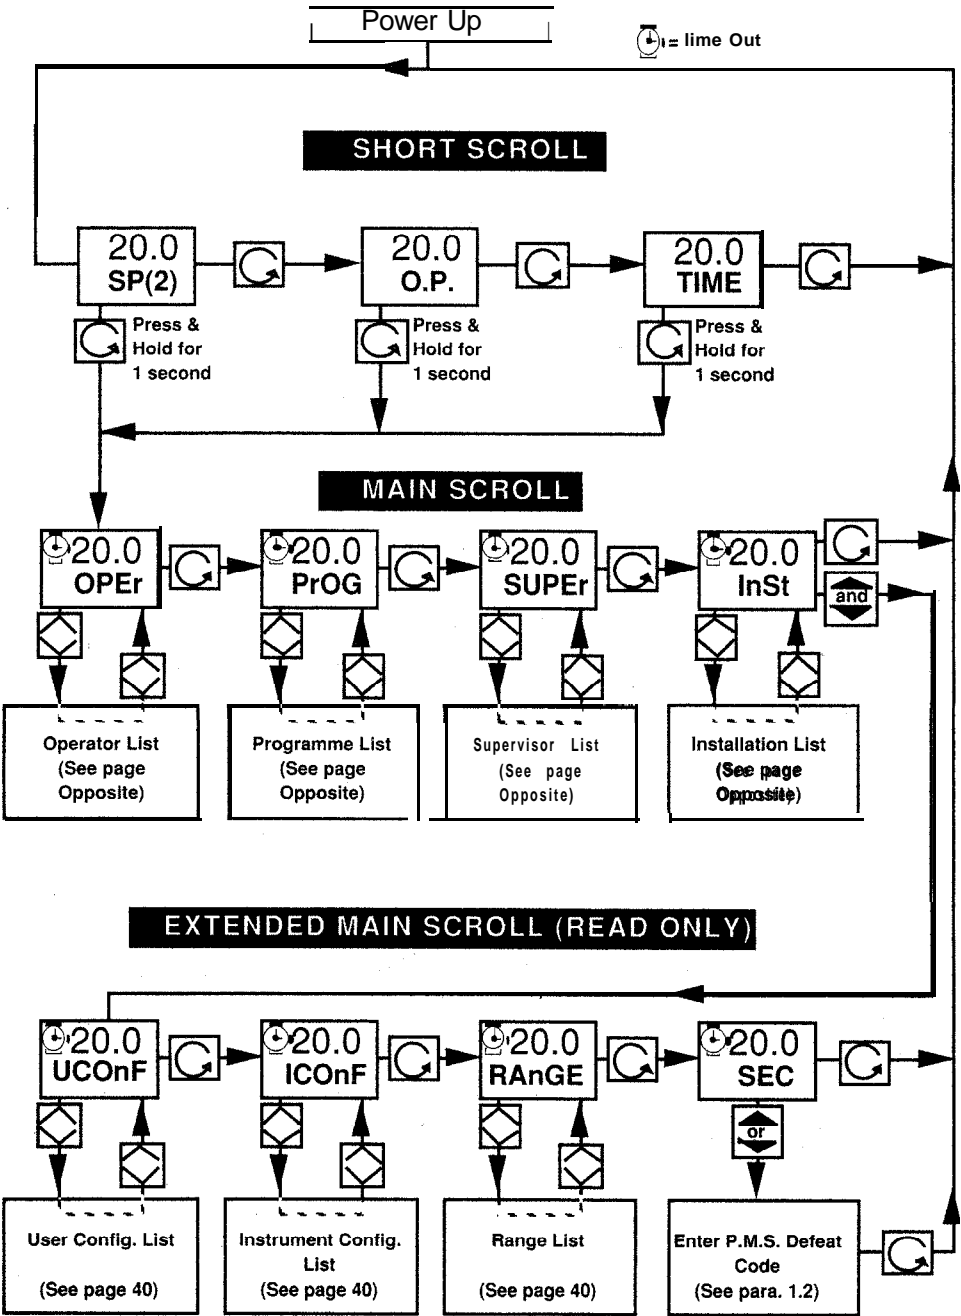 Power Up
= lime Out
SHORT SCROLL
20.0
SP(2)
20.0
O.P.
20.0
TIME
Press &
Hold for
1 second
Press &
Hold for
1 second
Press &
Hold for
1 second
MAIN SCROLL
20.0
OPEr
20.0
PrOG
20.0
SUPEr
20.0
InSt
and
Operator List
(See page
Opposite)
Programme List
(See page
Opposite)
Supervisor List
(See page
Opposite)
Installation List
(See page
Opposite)
EXTENDED MAIN SCROLL (READ ONLY)
20.0
UCOnF
20.0
ICOnF
20.0
RAnGE
20.0
SEC
or
User Config. List
(See page 40)
Instrument Config.
List
(See page 40)
Range List
(See page 40)
Enter P.M.S. Defeat
Code
(See para. 1.2)